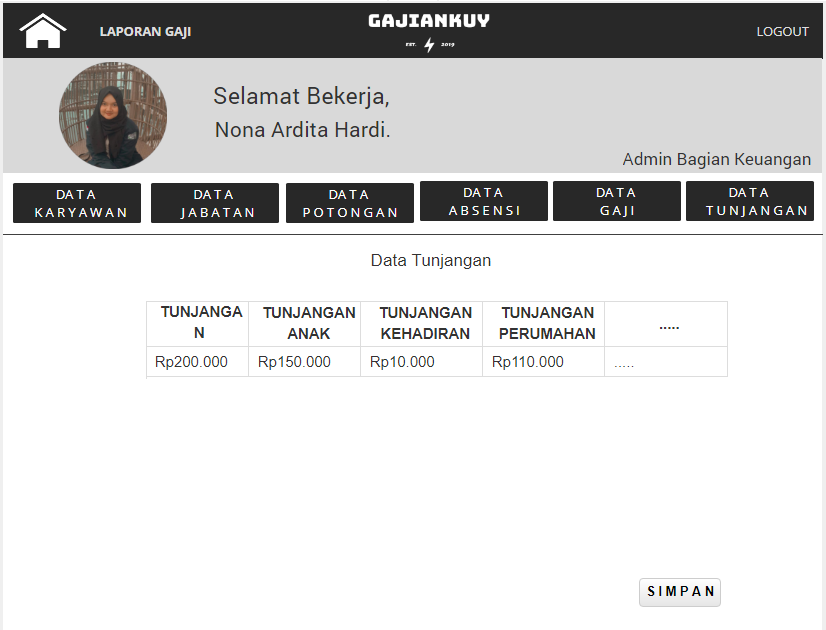 LAPORAN GAJI
GAJIANKUY
EST. 2019
LOGOUT
Selamat Bekerja,
Nona Ardita Hardi.
Admin Bagian Keuangan
DATA
KARYAWAN
DATA
JABATAN
DATA
POTONGAN
DATA
ABSENSI
DATA
GAJI
DATA
TUNJANGAN
Data Tunjangan
TUNJANGA
N
TUNJANGAN
ANAK
TUNJANGAN
KEHADIRAN
TUNJANGAN
PERUMAHAN
.....
Rp200.000
Rp150.000
Rp10.000
Rp110.000
.....
SIMPAN